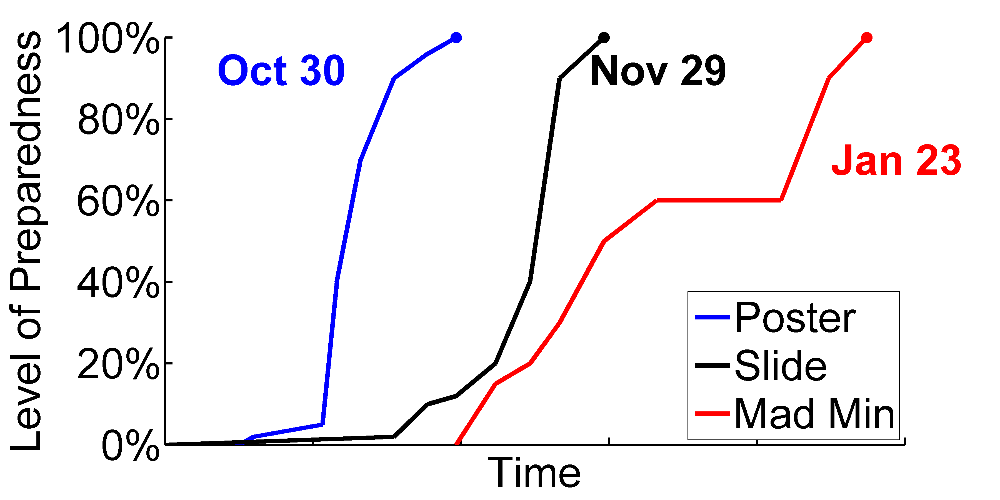 Level of Preparedness
100%
80%
60%
40%
20%
0%
Oct 30
Nov 29
Jan 23
Poster
Slide
Mad Min
Time